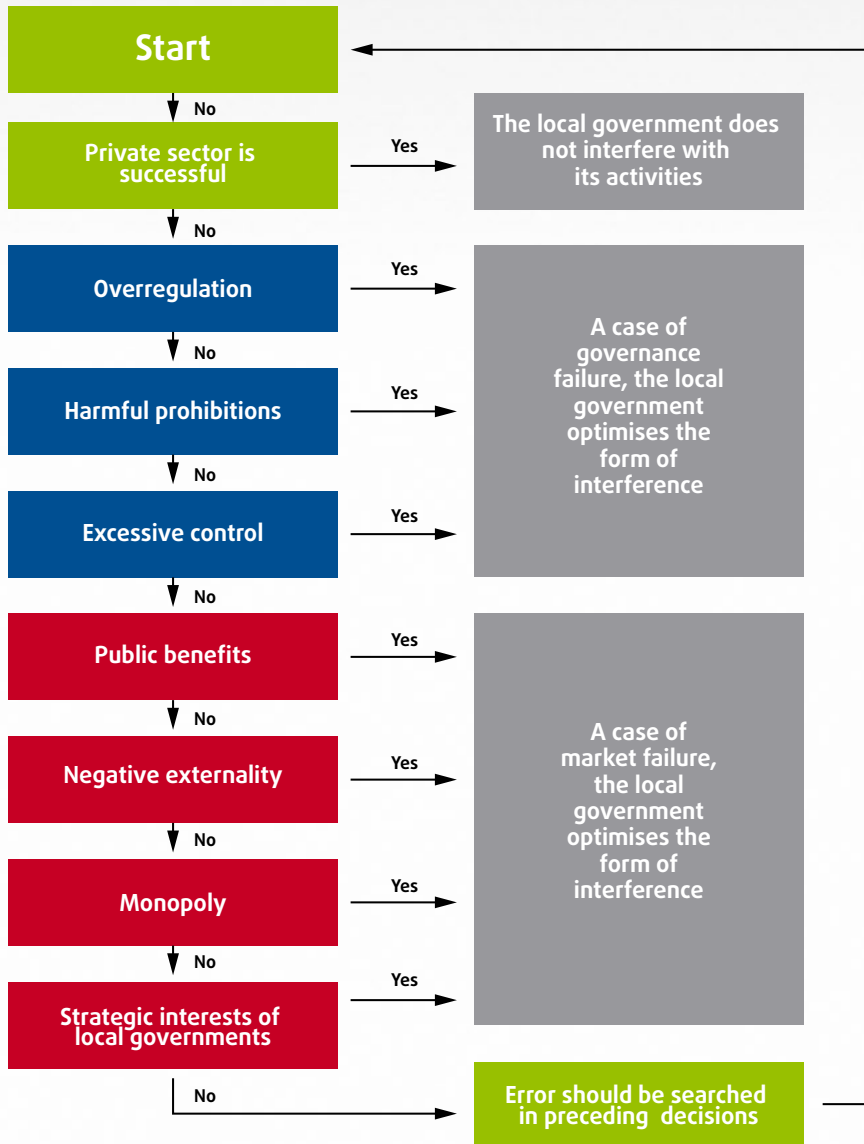 Start
No
Private sector is
successful
Yes
The local government does
not interfere with
its activities
No
Overregulation
Yes
No
Harmful prohibitions
Yes
No
Excessive control
Yes
A case of
governance
failure, the local
government
optimises the
form of
interference
No
Public benefits
Yes
No
Negative externality
Yes
No
Monopoly
Yes
No
Strategic interests of
local governments
Yes
A case of
market failure,
the local
government
optimises the
form of
interference
No
Error should be searched
in preceding decisions